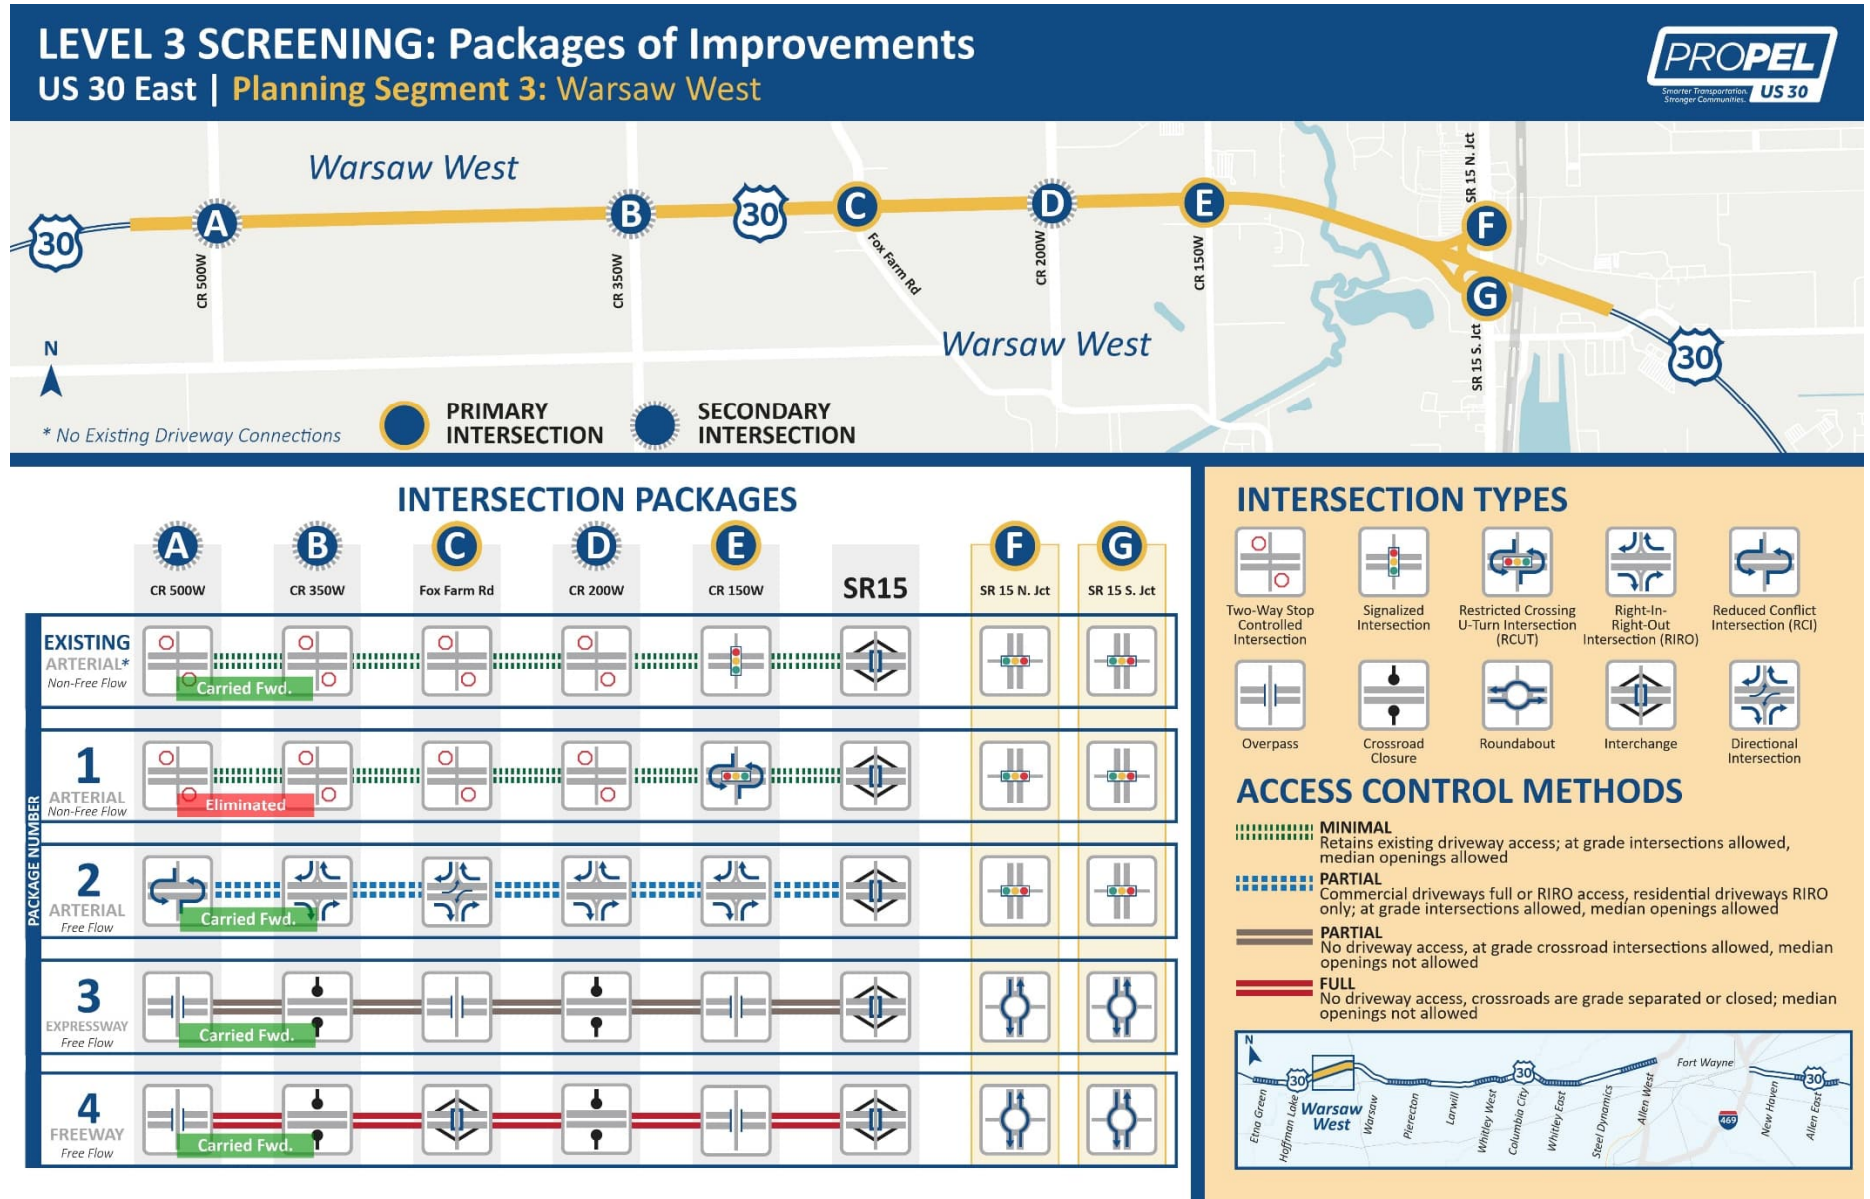 LEVEL 3 SCREENING: Packages of Improvements
US 30 East | Planning Segment 3: Warsaw West
PROPEL
Smarter Transportation.
Stronger Communities.
US 30
Warsaw West
30
A
B
30
C
D
E
F
G
30
CR 500W
CR 350W
Fox Farm Rd
CR 200W
CR 150W
SR 15 N. Jct
SR 15 S. Jct
Warsaw West
N
* No Existing Driveway Connections
PRIMARY
INTERSECTION
SECONDARY
INTERSECTION
INTERSECTION PACKAGES
A B C D E F G
CR 500W CR 350W Fox Farm Rd CR 200W CR 150W SR15 SR 15 N. Jct SR 15 S. Jct
PACKAGE NUMBER
EXISTING
ARTERIAL*
Non-Free Flow
Carried Fwd.
1
ARTERIAL
Non-Free Flow
Eliminated
2
ARTERIAL
Free Flow
Carried Fwd.
3
EXPRESSWAY
Free Flow
Carried Fwd.
4
FREEWAY
Free Flow
Carried Fwd.
INTERSECTION TYPES
Two-Way Stop
Controlled
Intersection
Signalized
Intersection
Restricted Crossing
U-Turn Intersection
(RCUT)
Right-In-
Right-Out
Intersection (RIRO)
Reduced Conflict
Intersection (RCI)
Overpass
Crossroad
Closure
Roundabout
Interchange
Directional
Intersection
ACCESS CONTROL METHODS
MINIMAL
Retains existing driveway access; at grade intersections allowed,
median openings allowed
PARTIAL
Commercial driveways full or RIRO access, residential driveways RIRO
only; at grade intersections allowed, median openings allowed
PARTIAL
No driveway access, at grade crossroad intersections allowed, median
openings not allowed
FULL
No driveway access, crossroads are grade separated or closed; median
openings not allowed
N
30
30
30
469
Fort Wayne
Etna Green
Hoffman Lake
Warsaw
West
Warsaw
Pierceton
Larwill
Whitley West
Columbia City
Whitley East
Steel Dynamics
Allen West
New Haven
Allen East